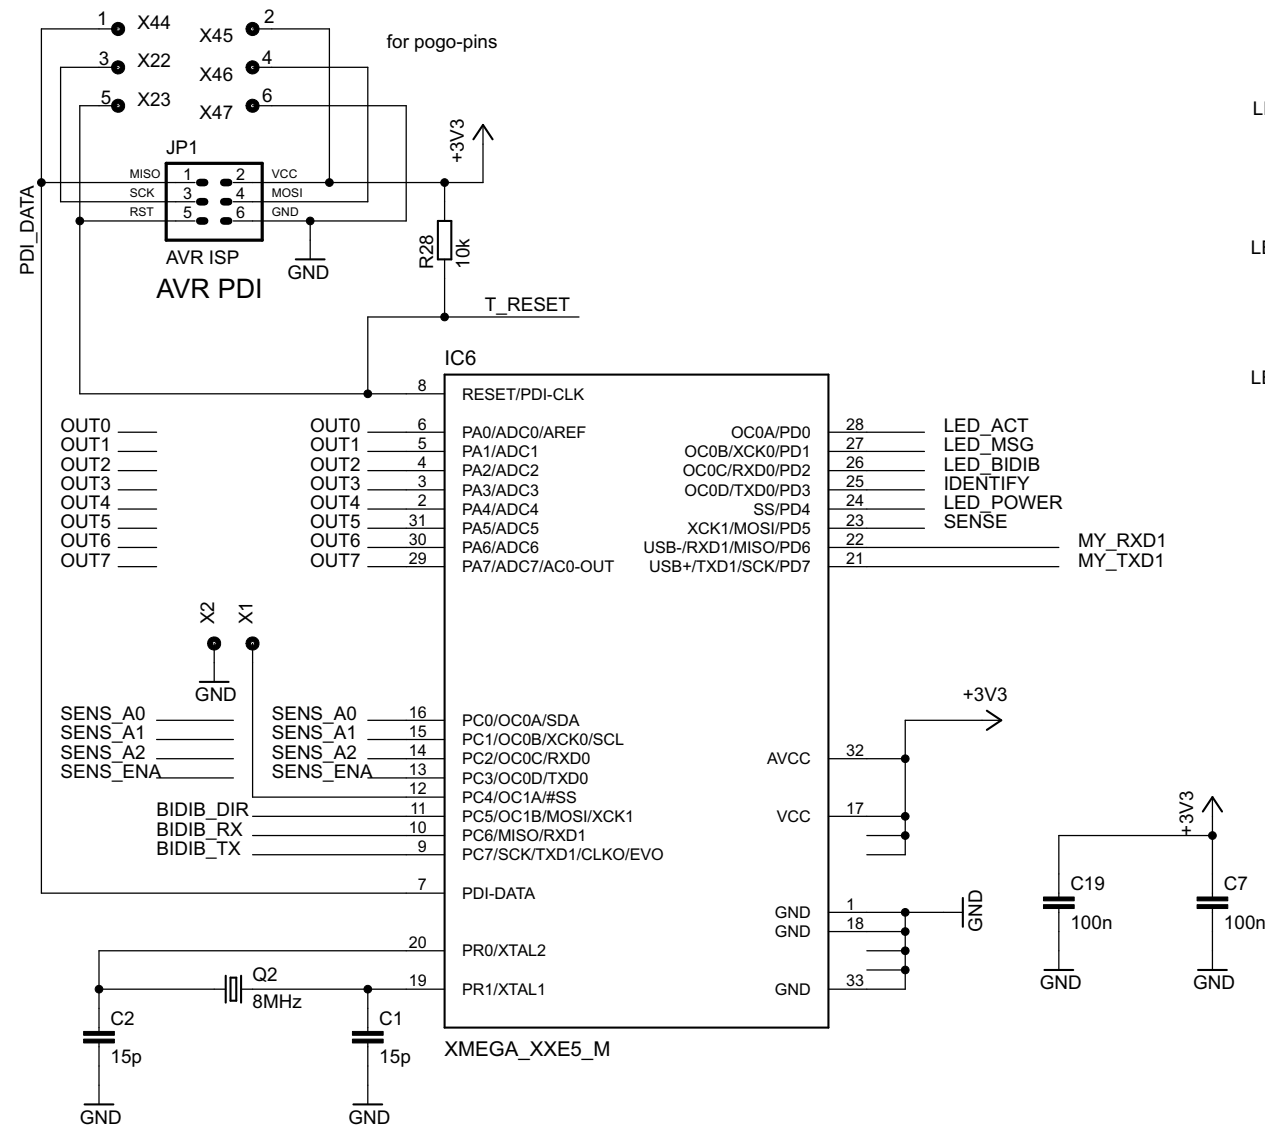 1 X44 X45 2
for pogo-pins
3 X22 X46 4
5 X23 X47 6
JP1
+3V3
MISO 1 2 VCC
SCK 3 4 MOSI
RST 5 6 GND
PDI_DATA
AVR ISP
AVR PDI
GND
R28
10k
T_RESET
IC6
8 RESET/PDI-CLK
OUT0 OUT0 6 PA0/ADC0/AREF OC0A/PD0 28 LED_ACT
OUT1 OUT1 5 PA1/ADC1 OC0B/XCK0/PD1 27 LED_MSG
OUT2 OUT2 4 PA2/ADC2 OC0C/RXD0/PD2 26 LED_BIDIB
OUT3 OUT3 3 PA3/ADC3 OC0D/TXD0/PD3 25 IDENTIFY
OUT4 OUT4 2 PA4/ADC4 SS/PD4 24 LED_POWER
OUT5 OUT5 31 PA5/ADC5 XCK1/MOSI/PD5 23 SENSE
OUT6 OUT6 30 PA6/ADC6 USB-/RXD1/MISO/PD6 22 MY_RXD1
OUT7 OUT7 29 PA7/ADC7/AC0-OUT USB+/TXD1/SCK/PD7 21 MY_TXD1
X2 X1
GND
+3V3
SENS_A0 SENS_A0 16 PC0/OC0A/SDA
SENS_A1 SENS_A1 15 PC1/OC0B/XCK0/SCL
SENS_A2 SENS_A2 14 PC2/OC0C/RXD0 AVCC 32
SENS_ENA SENS_ENA 13 PC3/OC0D/TXD0
12 PC4/OC1A/#SS
BIDIB_DIR 11 PC5/OC1B/MOSI/XCK1 VCC 17
BIDIB_RX 10 PC6/MISO/RXD1
BIDIB_TX 9 PC7/SCK/TXD1/CLKO/EVO
+3V3
7 PDI-DATA
C19 C7
100n 100n
GND 1 GND
GND 18
20 PR0/XTAL2
Q2
8MHz
19 PR1/XTAL1 GND 33
GND GND
C2 C1
15p 15p
XMEGA_XXE5_M
GND GND